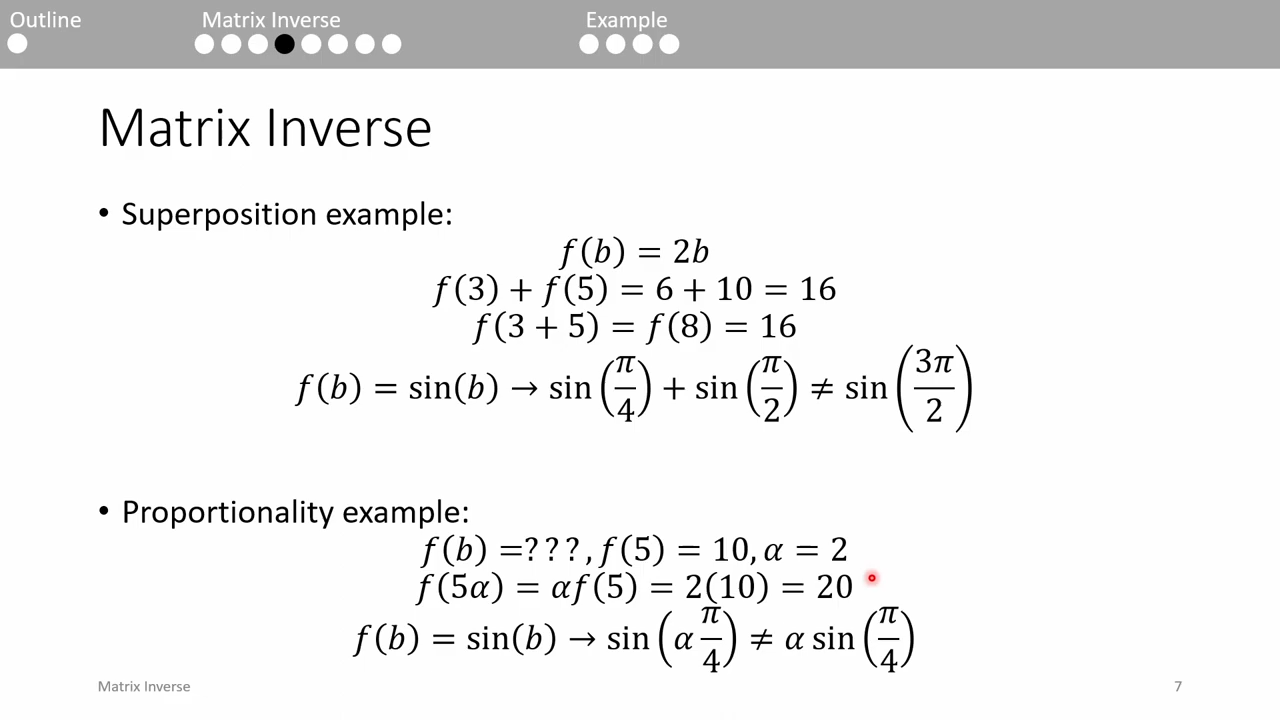 Outline Matrix Inverse Example
Matrix Inverse
• Superposition example:
f(b) = 2b
f(3) + f(5) = 6 + 10 = 16
f(3 + 5) = f(8) = 16
f(b) = sin(b) → sin(π/4) + sin(π/2) ≠ sin(3π/2)
• Proportionality example:
f(b) =???, f(5) = 10, α = 2
f(5α) = αf(5) = 2(10) = 20
f(b) = sin(b) → sin(α π/4) ≠ α sin(π/4)
Matrix Inverse 7